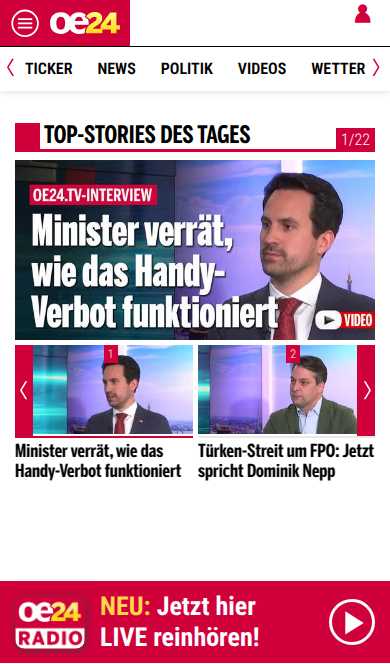 oe24
TICKER NEWS POLITIK VIDEOS WETTER
TOP-STORIES DES TAGES
1/22
OE24.TV-INTERVIEW
Minister verrät,
wie das Handy-
Verbot funktioniert
VIDEO
1
2
Minister verrät, wie das
Handy-Verbot funktioniert
Türken-Streit um FPÖ: Jetzt
spricht Dominik Nepp
oe24
RADIO
NEU: Jetzt hier
LIVE reinhören!